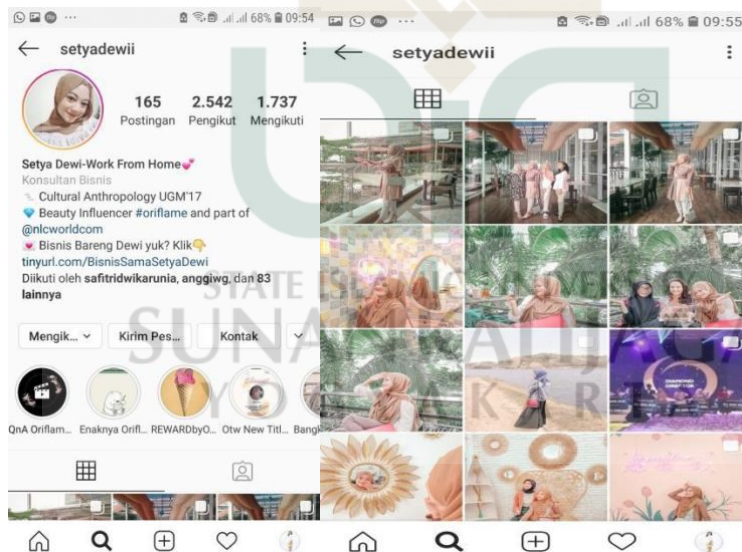 68% 09:54
setyadewii
165 2.542 1.737
Postingan Pengikut Mengikuti
Setya Dewi-Work From Home
Konsultan Bisnis
Cultural Anthropology UGM'17
Beauty Influencer #oriflame and part of
@nlcworldcom
Bisnis Bareng Dewi yuk? Klik
tinyurl.com/BisnisSamaSetyaDewi
Diikuti oleh safitridwikarunia, anggiwg, dan 83
lainnya
Mengik... Kirim Pes... Kontak
QnA Oriflam... Enaknya Orifl... REWARDbyO... Otw New Titl... Bangk
68% 09:55
setyadewii
STATE ISLAMIC UNIVERSITY
SUNAN KALIJAGA
YOGYAKARTA